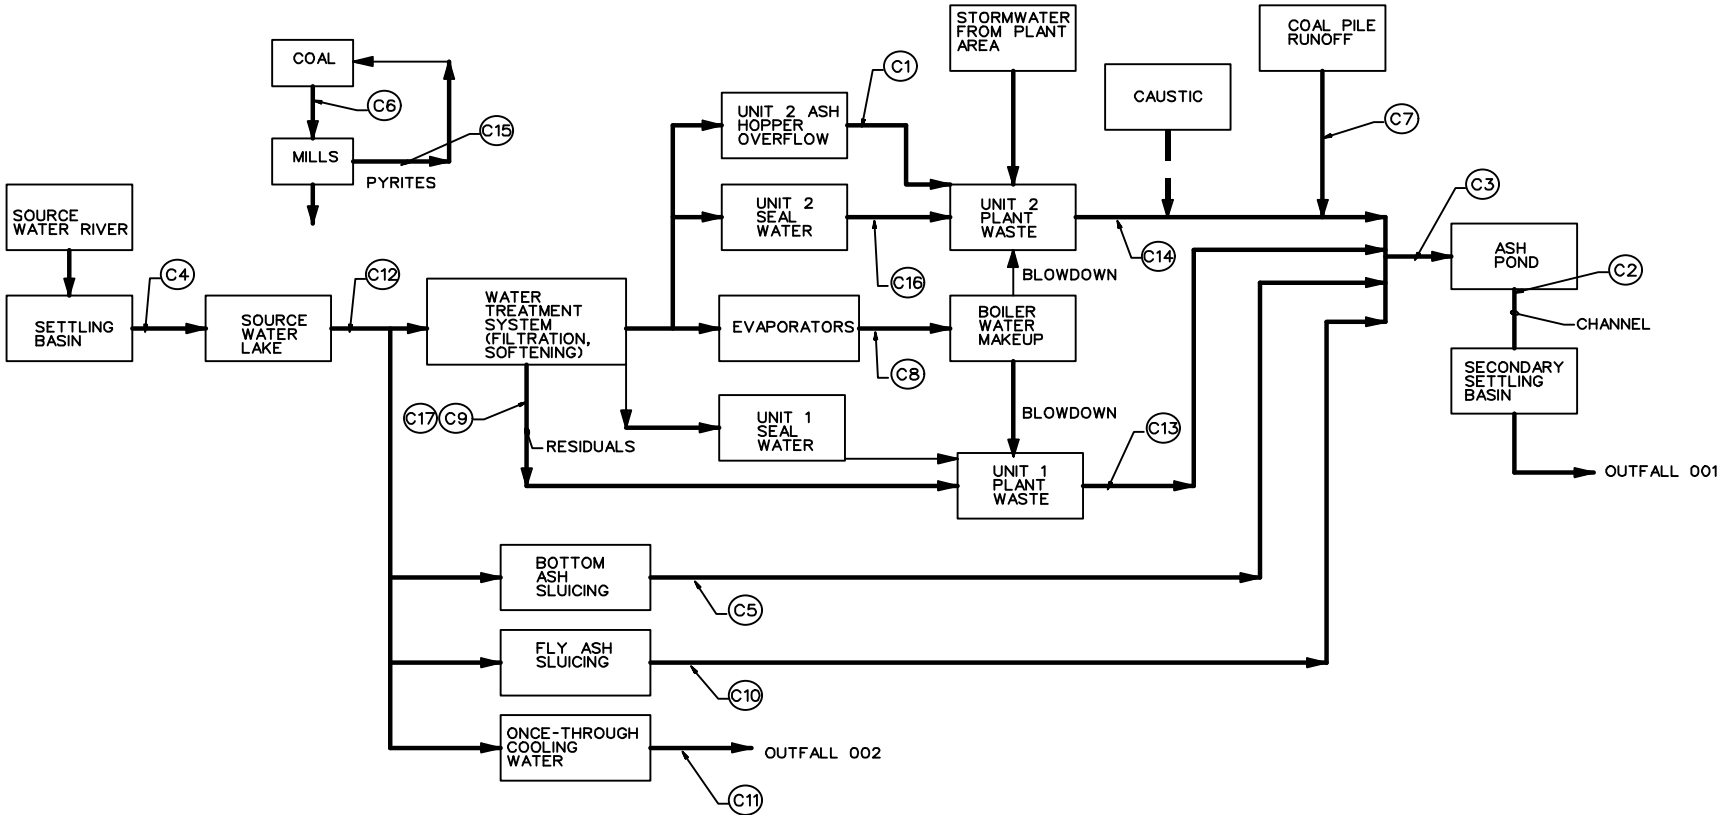 STORMWATER
FROM PLANT
AREA
COAL PILE
RUNOFF
COAL
C1
C6
CAUSTIC
UNIT 2 ASH
HOPPER
OVERFLOW
C7
C15
MILLS
PYRITES
C3
SOURCE
WATER RIVER
UNIT 2
SEAL
WATER
UNIT 2
PLANT
WASTE
C14
ASH
POND
C4
C12
BLOWDOWN
C16
C2
WATER
TREATMENT
SYSTEM
(FILTRATION,
SOFTENING)
SETTLING
BASIN
SOURCE
WATER
LAKE
EVAPORATORS
BOILER
WATER
MAKEUP
CHANNEL
C8
SECONDARY
SETTLING
BASIN
C17
C9
UNIT 1
SEAL
WATER
BLOWDOWN
C13
RESIDUALS
UNIT 1
PLANT
WASTE
OUTFALL 001
BOTTOM
ASH
SLUICING
C5
FLY ASH
SLUICING
C10
ONCE-THROUGH
COOLING
WATER
OUTFALL 002
C11